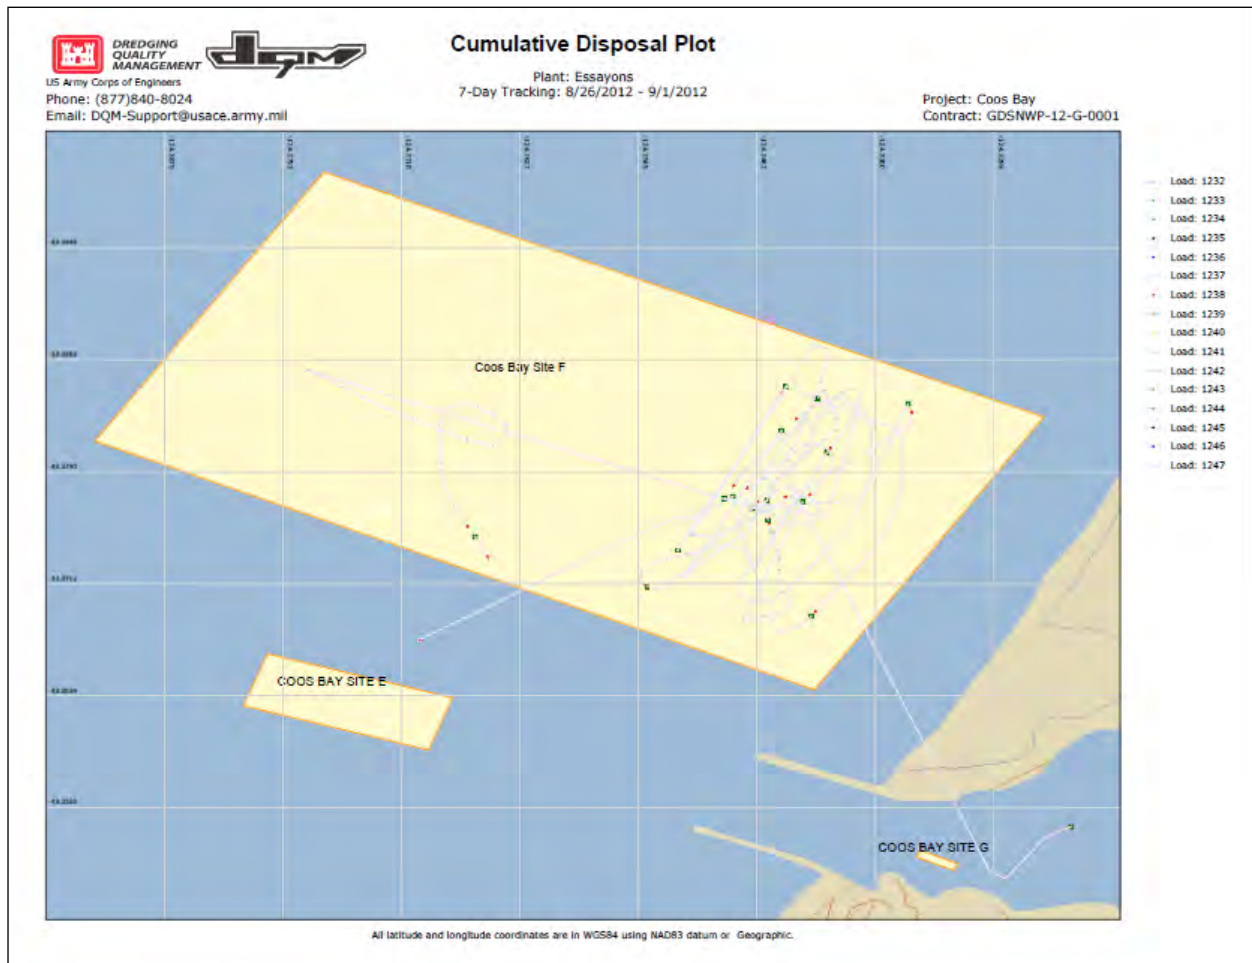 DREDGING
QUALITY
MANAGEMENT
DQM
US Army Corps of Engineers
Phone: (877)840-8024
Email: DQM-Support@usace.army.mil
Cumulative Disposal Plot
Plant: Essayons
7-Day Tracking: 8/26/2012 - 9/1/2012
Project: Coos Bay
Contract: GDSNWP-12-G-0001
Coos Bay Site F
COOS BAY SITE E
COOS BAY SITE G
Load: 1232
Load: 1233
Load: 1234
Load: 1235
Load: 1236
Load: 1237
Load: 1238
Load: 1239
Load: 1240
Load: 1241
Load: 1242
Load: 1243
Load: 1244
Load: 1245
Load: 1246
Load: 1247
All latitude and longitude coordinates are in WGS84 using NAD83 datum or Geographic.